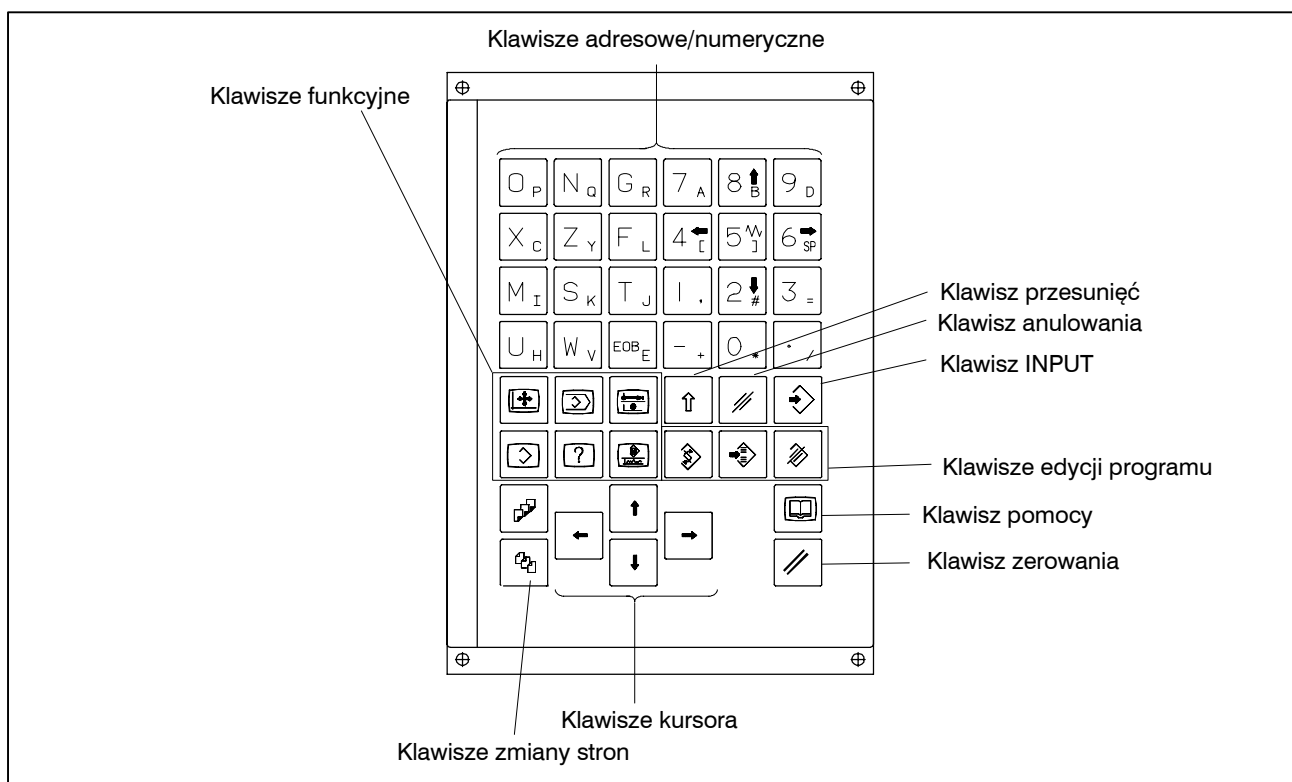 Klawisze adresowe/numeryczne
Klawisze funkcyjne
O P N Q G R 7 A 8 B 9 D
X C Z Y F L 4 [ 5 ] 6 SP
M I S K T J 1 , 2 # 3 =
U H W V EOB E - + 0 * . /
Klawisz przesunięć
Klawisz anulowania
Klawisz INPUT
?
Klawisze edycji programu
Klawisz pomocy
Klawisz zerowania
Klawisze kursora
Klawisze zmiany stron